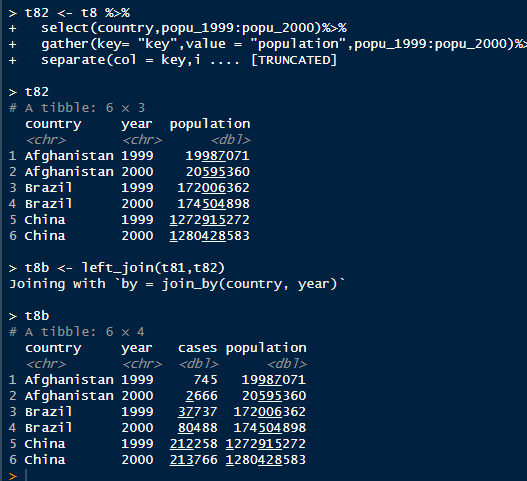 > t82 <- t8 %>%
+   select(country,popu_1999:popu_2000)%>%
+   gather(key= "key",value = "population",popu_1999:popu_2000)%>
+   separate(col = key,i .... [TRUNCATED]
> t82
# A tibble: 6 × 3
  country     year  population
  <chr>       <chr>      <dbl>
1 Afghanistan 1999    19987071
2 Afghanistan 2000    20595360
3 Brazil      1999   172006362
4 Brazil      2000   174504898
5 China       1999  1272915272
6 China       2000  1280428583
> t8b <- left_join(t81,t82)
Joining with `by = join_by(country, year)`
> t8b
# A tibble: 6 × 4
  country     year   cases population
  <chr>       <chr>  <dbl>      <dbl>
1 Afghanistan 1999     745   19987071
2 Afghanistan 2000    2666   20595360
3 Brazil      1999   37737  172006362
4 Brazil      2000   80488  174504898
5 China       1999  212258 1272915272
6 China       2000  213766 1280428583
>